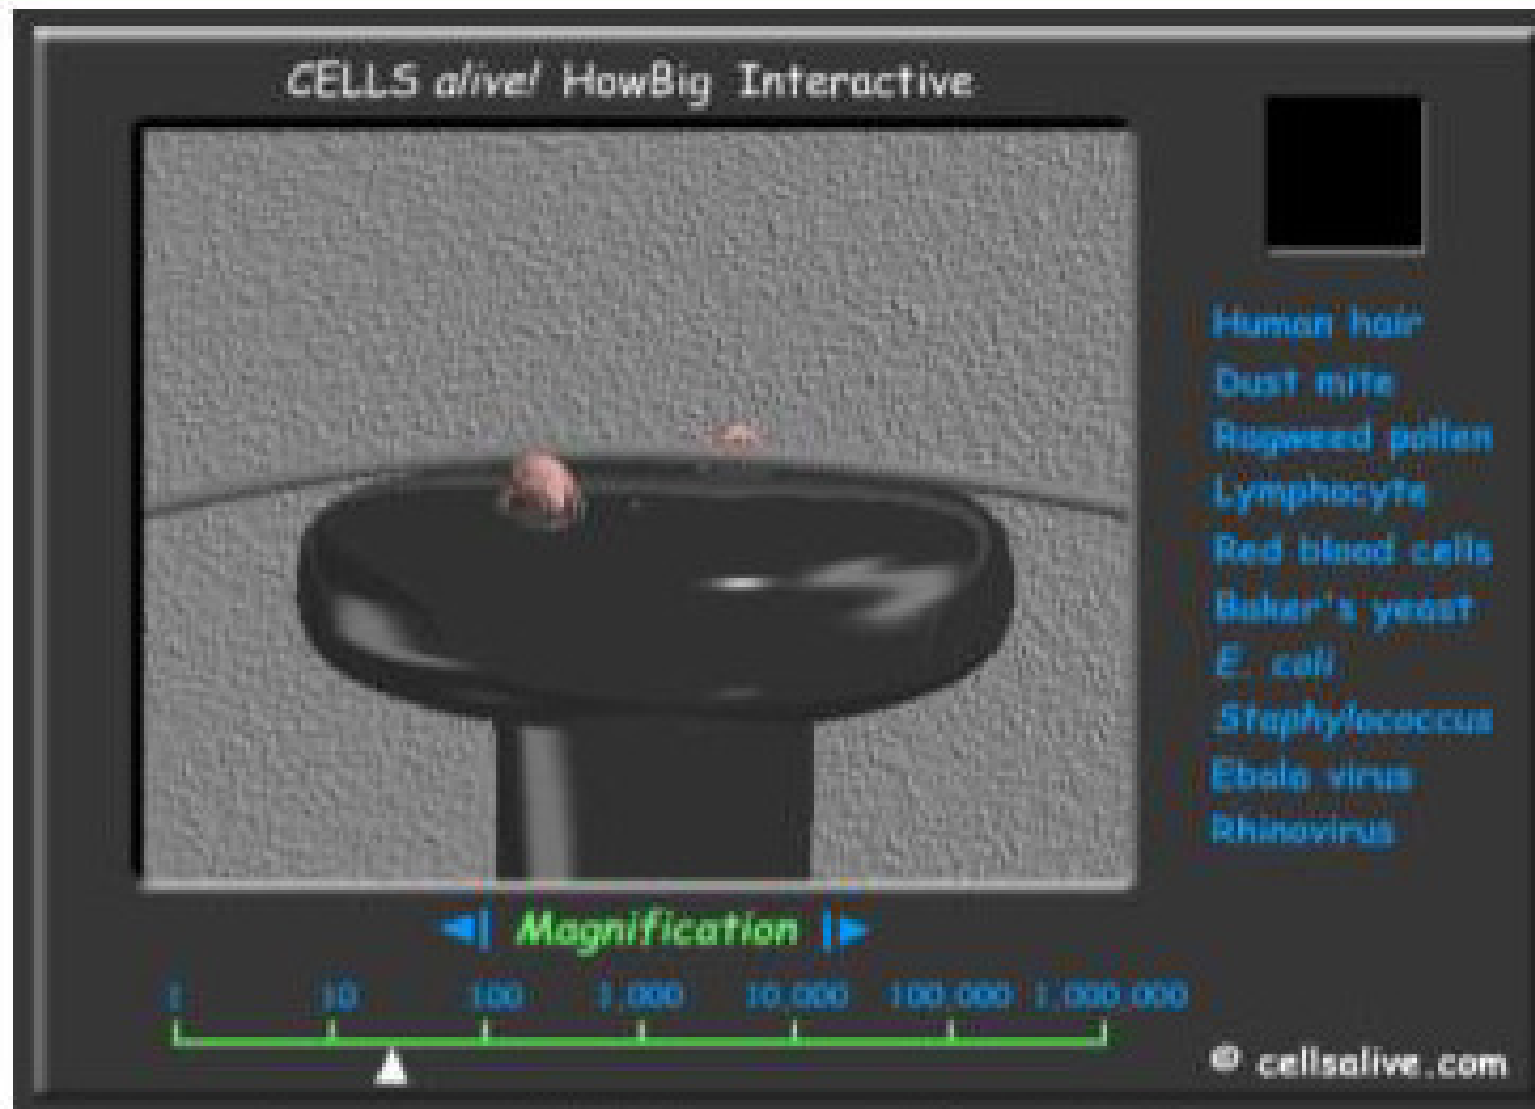 CELLS alive! HowBig Interactive
Human hair
Dust mite
Ragweed pollen
Lymphocyte
Red blood cells
Baker's yeast
E. coli
Staphylococcus
Ebola virus
Rhinovirus
Magnification
1 10 100 1,000 10,000 100,000 1,000,000
© cellsalive.com